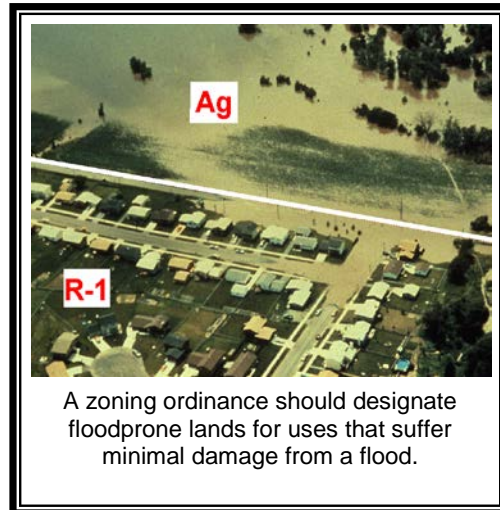 Ag
R-1
A zoning ordinance should designate
floodprone lands for uses that suffer
minimal damage from a flood.